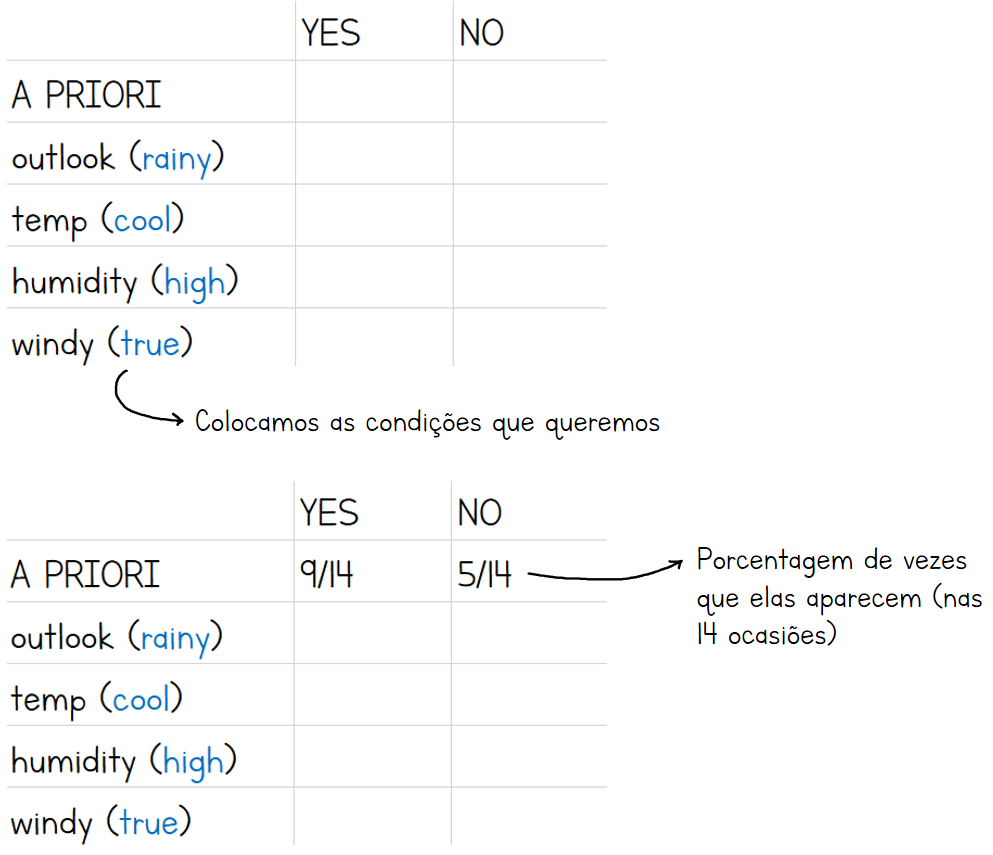 YES NO
A PRIORI
outlook (rainy)
temp (cool)
humidity (high)
windy (true)
Colocamos as condições que queremos
YES NO
A PRIORI 9/14 5/14
Porcentagem de vezes
que elas aparecem (nas
14 ocasiões)
outlook (rainy)
temp (cool)
humidity (high)
windy (true)